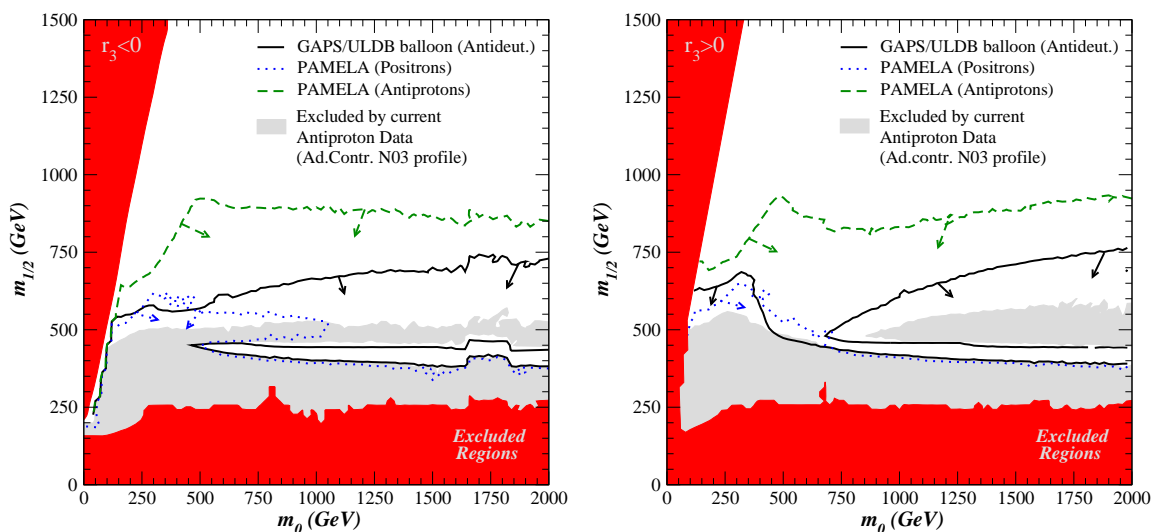 r₃<0
GAPS/ULDB balloon (Antideut.)
PAMELA (Positrons)
PAMELA (Antiprotons)
Excluded by current
Antiproton Data
(Ad.Contr. N03 profile)
Excluded
Regions
1500
1250
1000
750
500
250
0
m₁/₂ (GeV)
0 250 500 750 1000 1250 1500 1750 2000
m₀ (GeV)
r₃>0
GAPS/ULDB balloon (Antideut.)
PAMELA (Positrons)
PAMELA (Antiprotons)
Excluded by current
Antiproton Data
(Ad.contr. N03 profile)
Excluded
Regions
1500
1250
1000
750
500
250
0
m₁/₂ (GeV)
0 250 500 750 1000 1250 1500 1750 2000
m₀ (GeV)